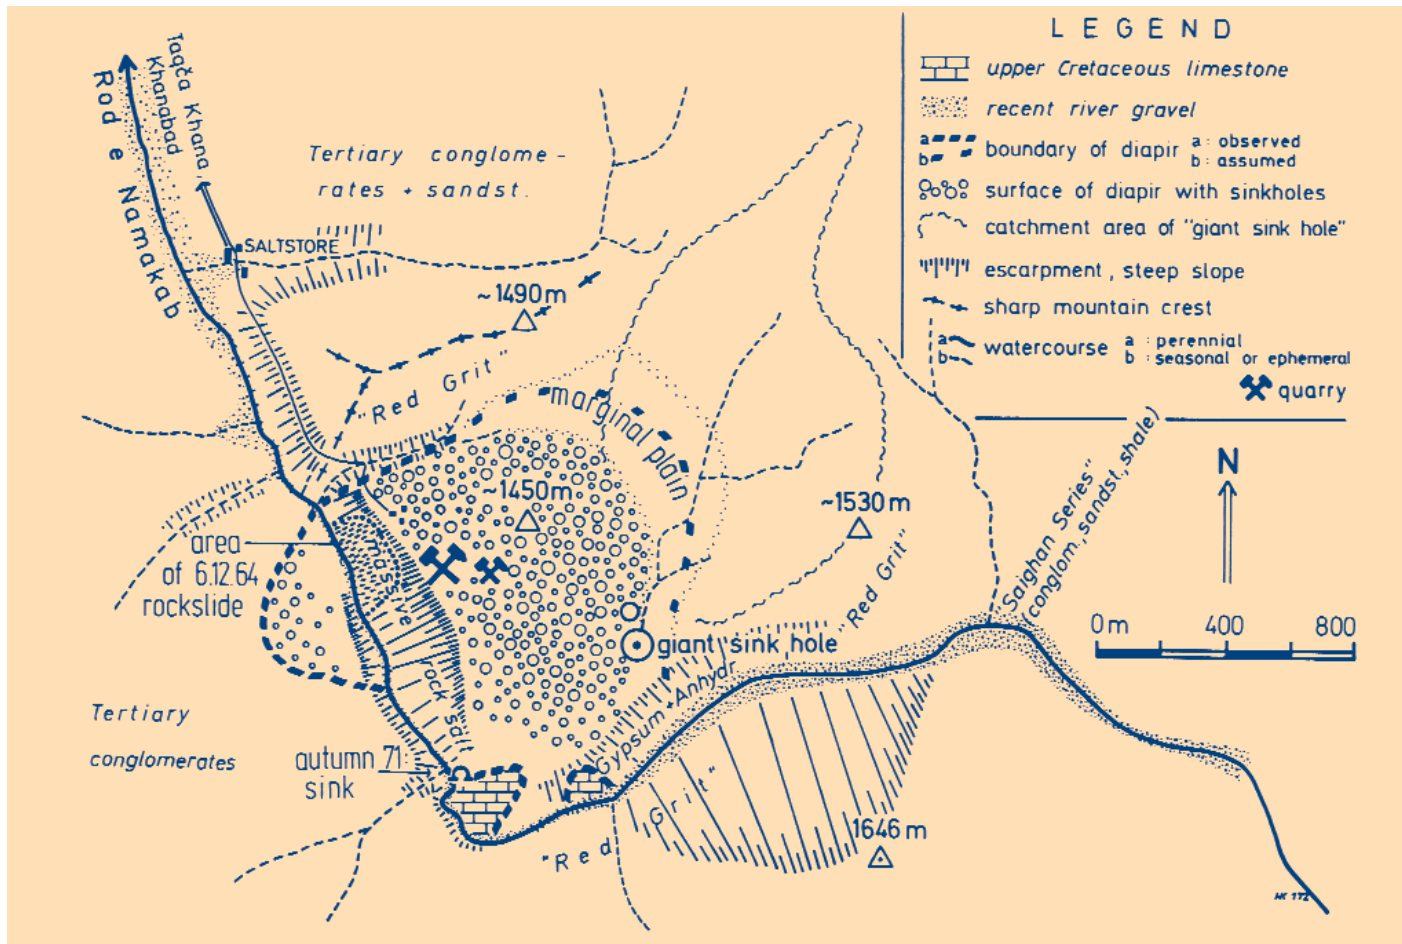 Taqča Khana
Khanabad
Rod e Namakab
Tertiary conglome -
rates + sandst.
SALTSTORE
~1490m
"Red Grit"
marginal plain
~1450m
~1530m
"Red Grit"
area
of 6.12.64
rockslide
massive
rock salt
giant sink hole
Gypsum + Anhydr
Tertiary
conglomerates
autumn 71
sink
"Red Grit"
1646m
"Saighan Series"
(conglom., sandst., shale)
LEGEND
upper Cretaceous limestone
recent river gravel
a
b
boundary of diapir
a : observed
b : assumed
surface of diapir with sinkholes
catchment area of "giant sink hole"
escarpment, steep slope
sharp mountain crest
a
b
watercourse
a : perennial
b : seasonal or ephemeral
quarry
N
0m 400 800